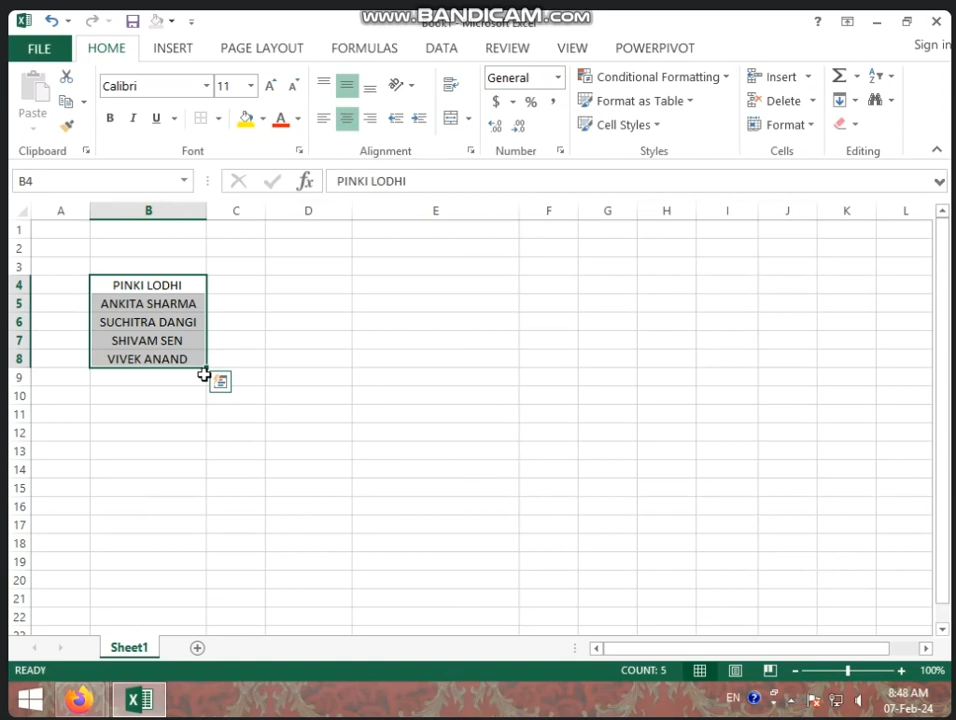 www.BANDICAM.com
Book1 - Microsoft Excel
?
Sign in
FILE HOME INSERT PAGE LAYOUT FORMULAS DATA REVIEW VIEW POWERPIVOT
Paste
Calibri 11
B I U A
General
$ % ,
Conditional Formatting
Format as Table
Cell Styles
Insert
Delete
Format
Clipboard Font Alignment Number Styles Cells Editing
B4 fx PINKI LODHI
A B C D E F G H I J K L
1
2
3
4 PINKI LODHI
5 ANKITA SHARMA
6 SUCHITRA DANGI
7 SHIVAM SEN
8 VIVEK ANAND
9
10
11
12
13
14
15
16
17
18
19
20
21
22
Sheet1
READY COUNT: 5 100%
EN 8:48 AM
07-Feb-24